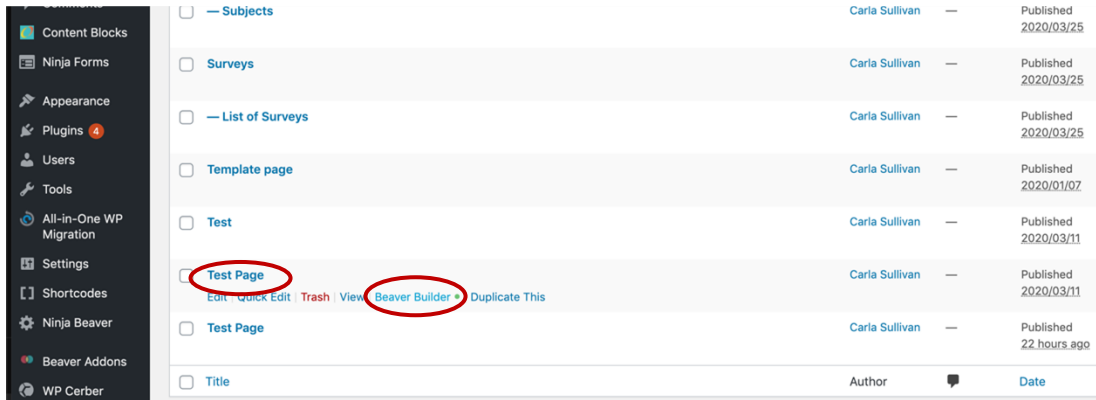 Comments
Content Blocks
Ninja Forms
Appearance
Plugins 4
Users
Tools
All-in-One WP
Migration
Settings
Shortcodes
Ninja Beaver
Beaver Addons
WP Cerber
— Subjects Carla Sullivan — Published
2020/03/25
Surveys Carla Sullivan — Published
2020/03/25
— List of Surveys Carla Sullivan — Published
2020/03/25
Template page Carla Sullivan — Published
2020/01/07
Test Carla Sullivan — Published
2020/03/11
Test Page Carla Sullivan — Published
2020/03/11
Edit | Quick Edit | Trash | View | Beaver Builder • | Duplicate This
Test Page Carla Sullivan — Published
22 hours ago
Title Author Date